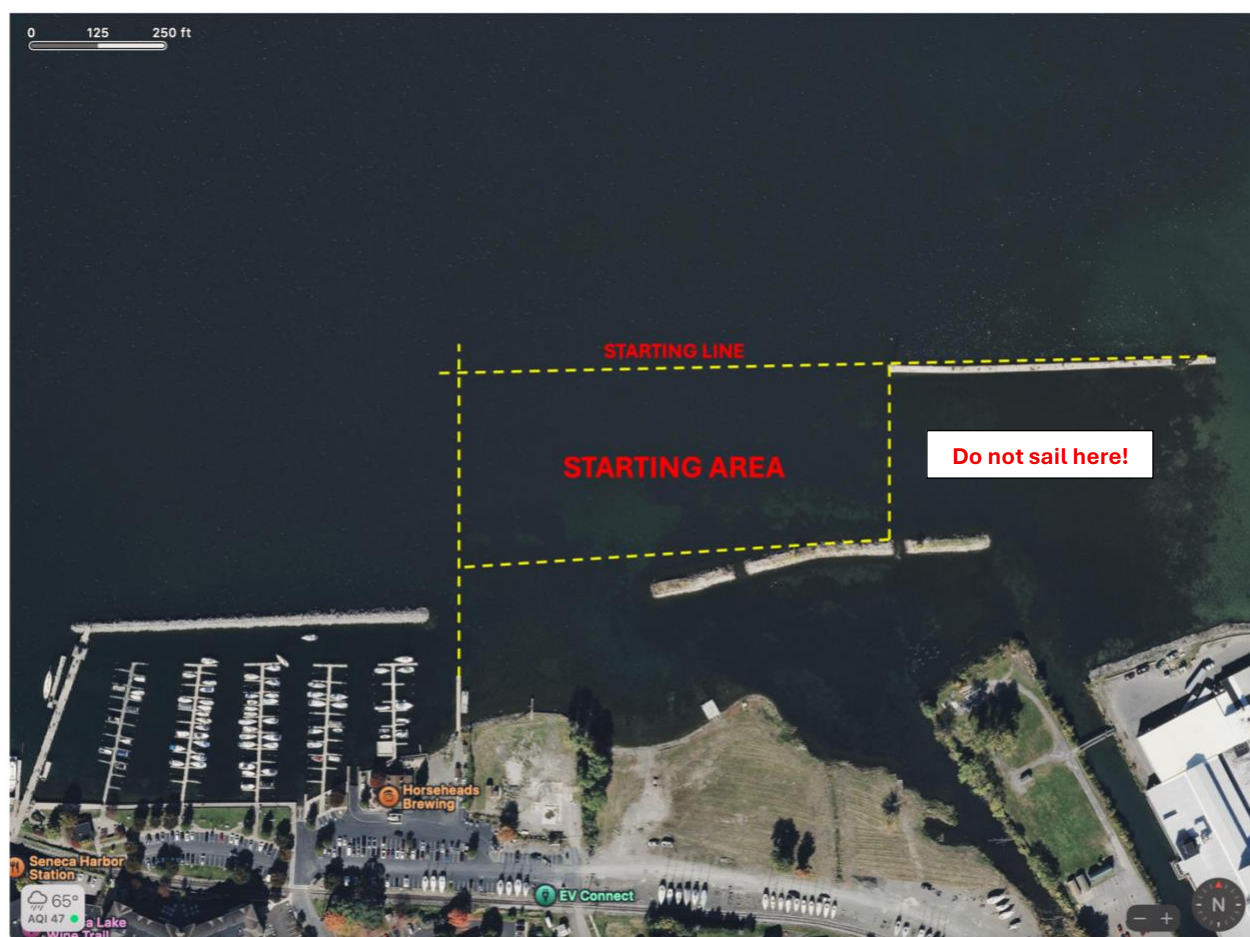 0 125 250 ft
STARTING LINE
STARTING AREA
Do not sail here!
Horseheads
Brewing
Seneca Harbor
Station
EV Connect
65°
AQI 47
a Lake
Wine Trail
N